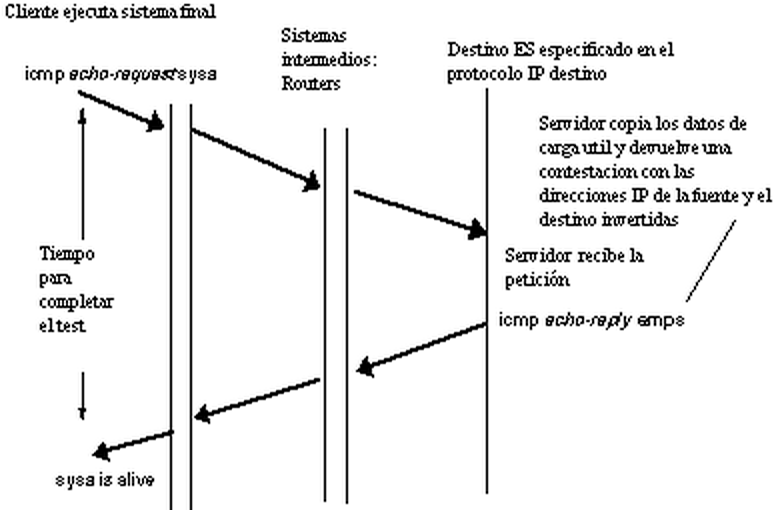 Cliente ejecuta sistema final
icmp echo-request sysa
Sistemas
intermedios:
Routers
Destino ES especificado en el
protocolo IP destino
Servidor copia los datos de
carga util y devuelve una
contestacion con las
direcciones IP de la fuente y el
destino invertidas
Tiempo
para
completar
el test
Servidor recibe la
petición
icmp echo-reply emps
sysa is alive